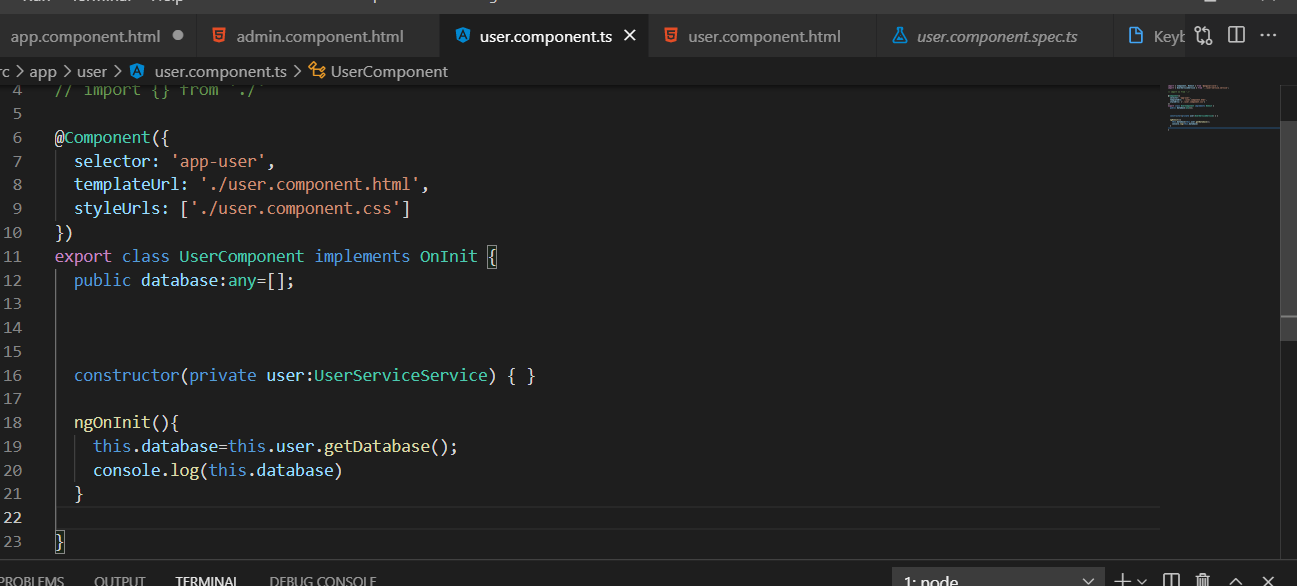 app.component.html
admin.component.html
user.component.ts
user.component.html
user.component.spec.ts
Keyb
rc > app > user > user.component.ts > UserComponent
4 // import {} from './'
5
6 @Component({
7 selector: 'app-user',
8 templateUrl: './user.component.html',
9 styleUrls: ['./user.component.css']
10 })
11 export class UserComponent implements OnInit {
12 public database:any=[];
13
14
15
16 constructor(private user:UserServiceService) { }
17
18 ngOnInit(){
19 this.database=this.user.getDatabase();
20 console.log(this.database)
21 }
22
23 }
PROBLEMS OUTPUT TERMINAL DEBUG CONSOLE
1: node